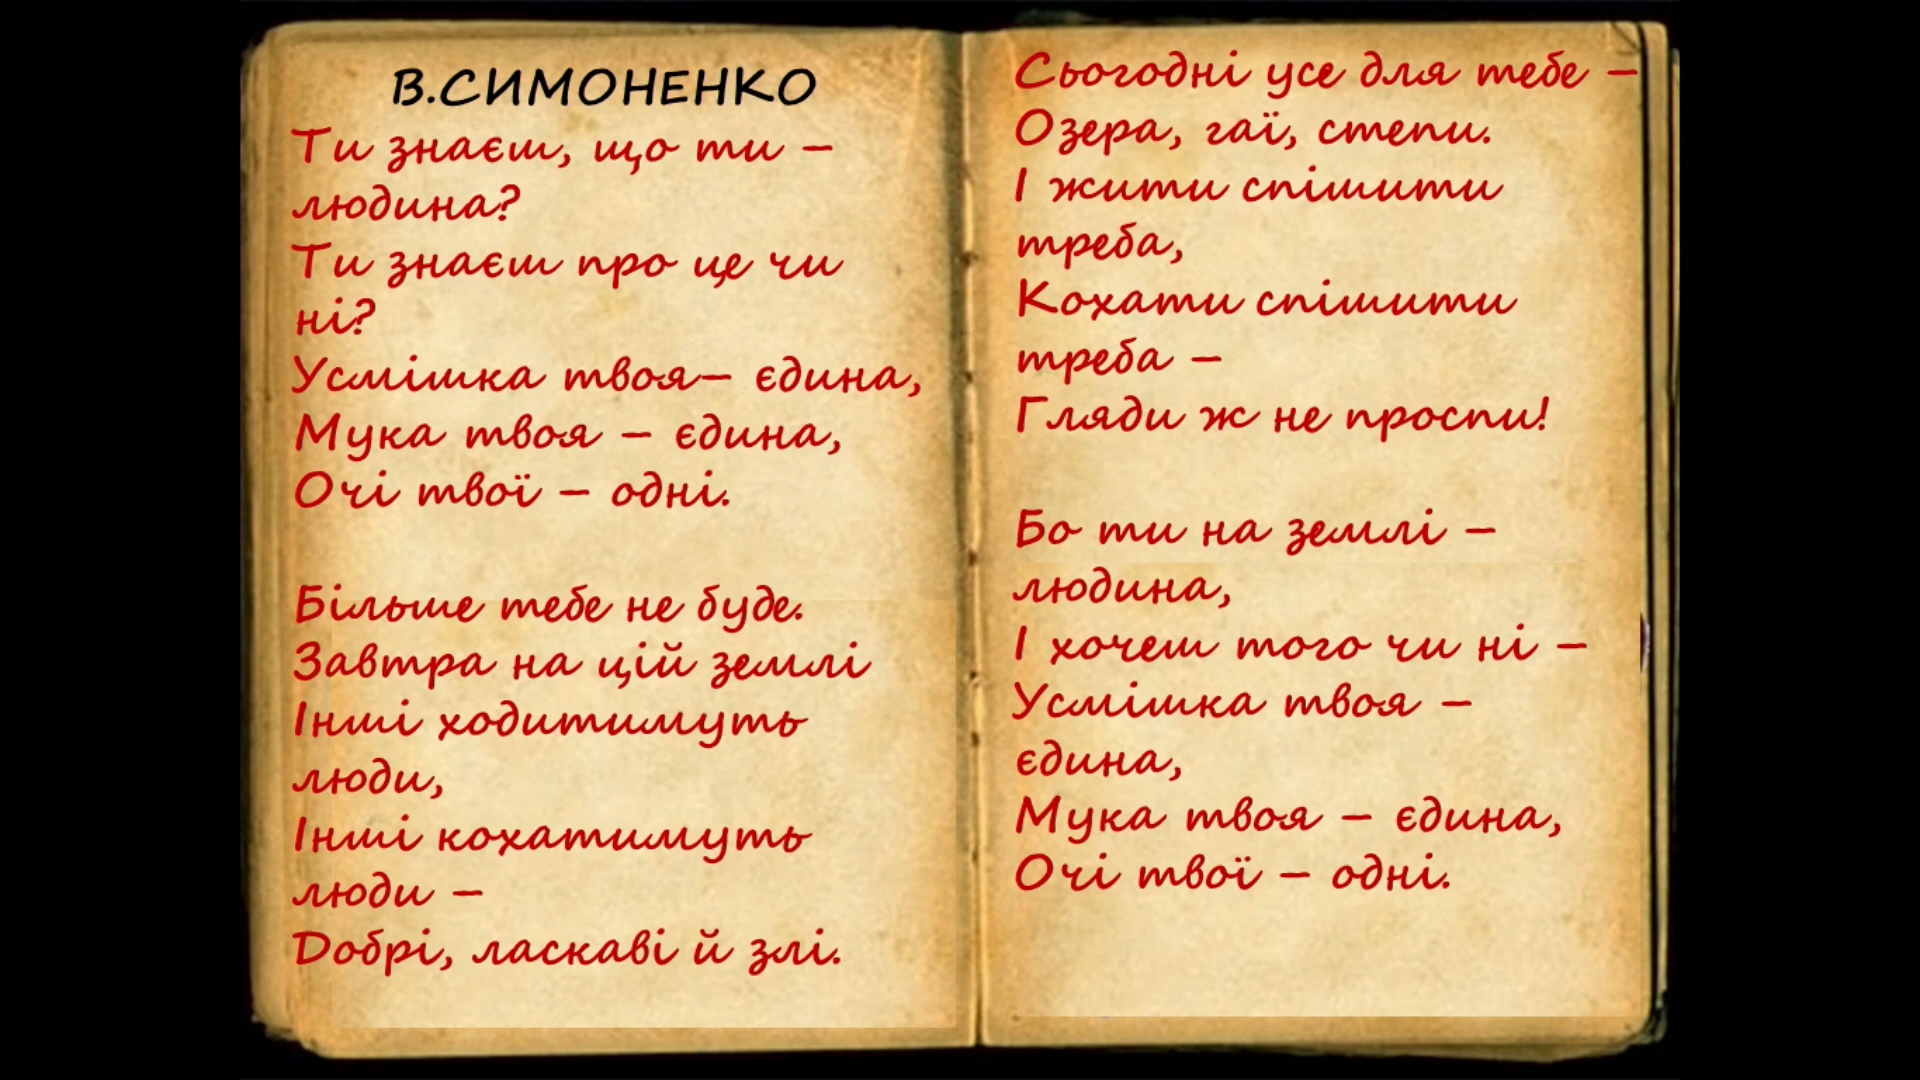 В.СИМОНЕНКО
Ти знаєш, що ти –
людина?
Ти знаєш про це чи
ні?
Усмішка твоя– єдина,
Мука твоя – єдина,
Очі твої – одні.
Більше тебе не буде.
Завтра на цій землі
Інші ходитимуть
люди,
Інші кохатимуть
люди –
Добрі, ласкаві й злі.
Сьогодні усе для тебе –
Озера, гаї, степи.
І жити спішити
треба,
Кохати спішити
треба –
Гляди ж не проспи!
Бо ти на землі –
людина,
І хочеш того чи ні –
Усмішка твоя –
єдина,
Мука твоя – єдина,
Очі твої – одні.